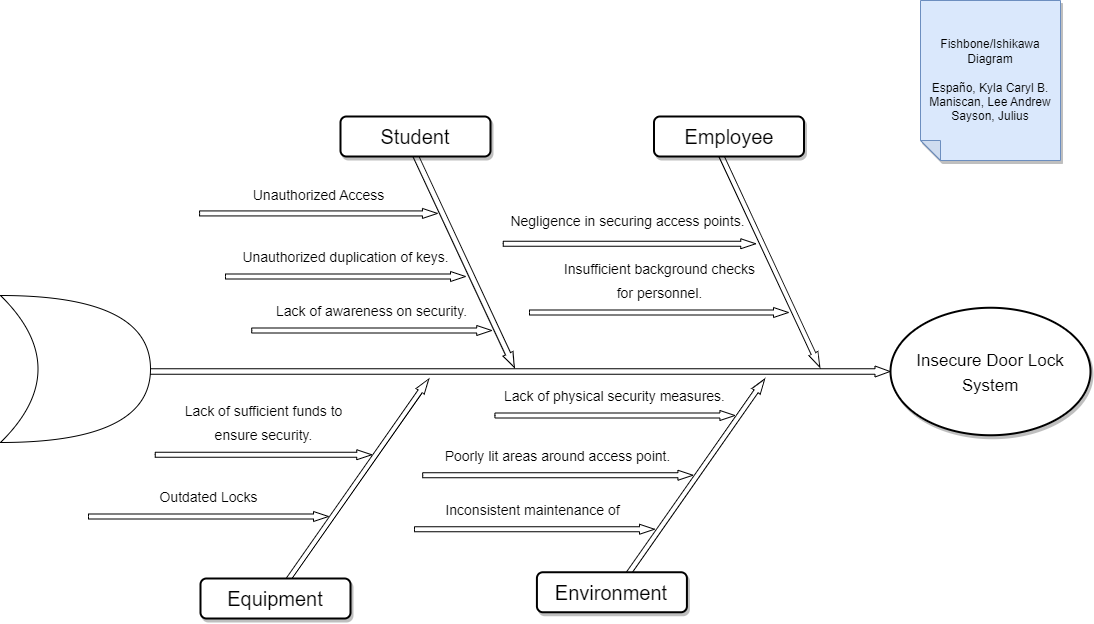 Fishbone/Ishikawa
Diagram
Españo, Kyla Caryl B.
Maniscan, Lee Andrew
Sayson, Julius
Student
Employee
Unauthorized Access
Negligence in securing access points.
Unauthorized duplication of keys.
Insufficient background checks
for personnel.
Lack of awareness on security.
Insecure Door Lock
System
Lack of physical security measures.
Lack of sufficient funds to
ensure security.
Poorly lit areas around access point.
Outdated Locks
Inconsistent maintenance of
Equipment
Environment